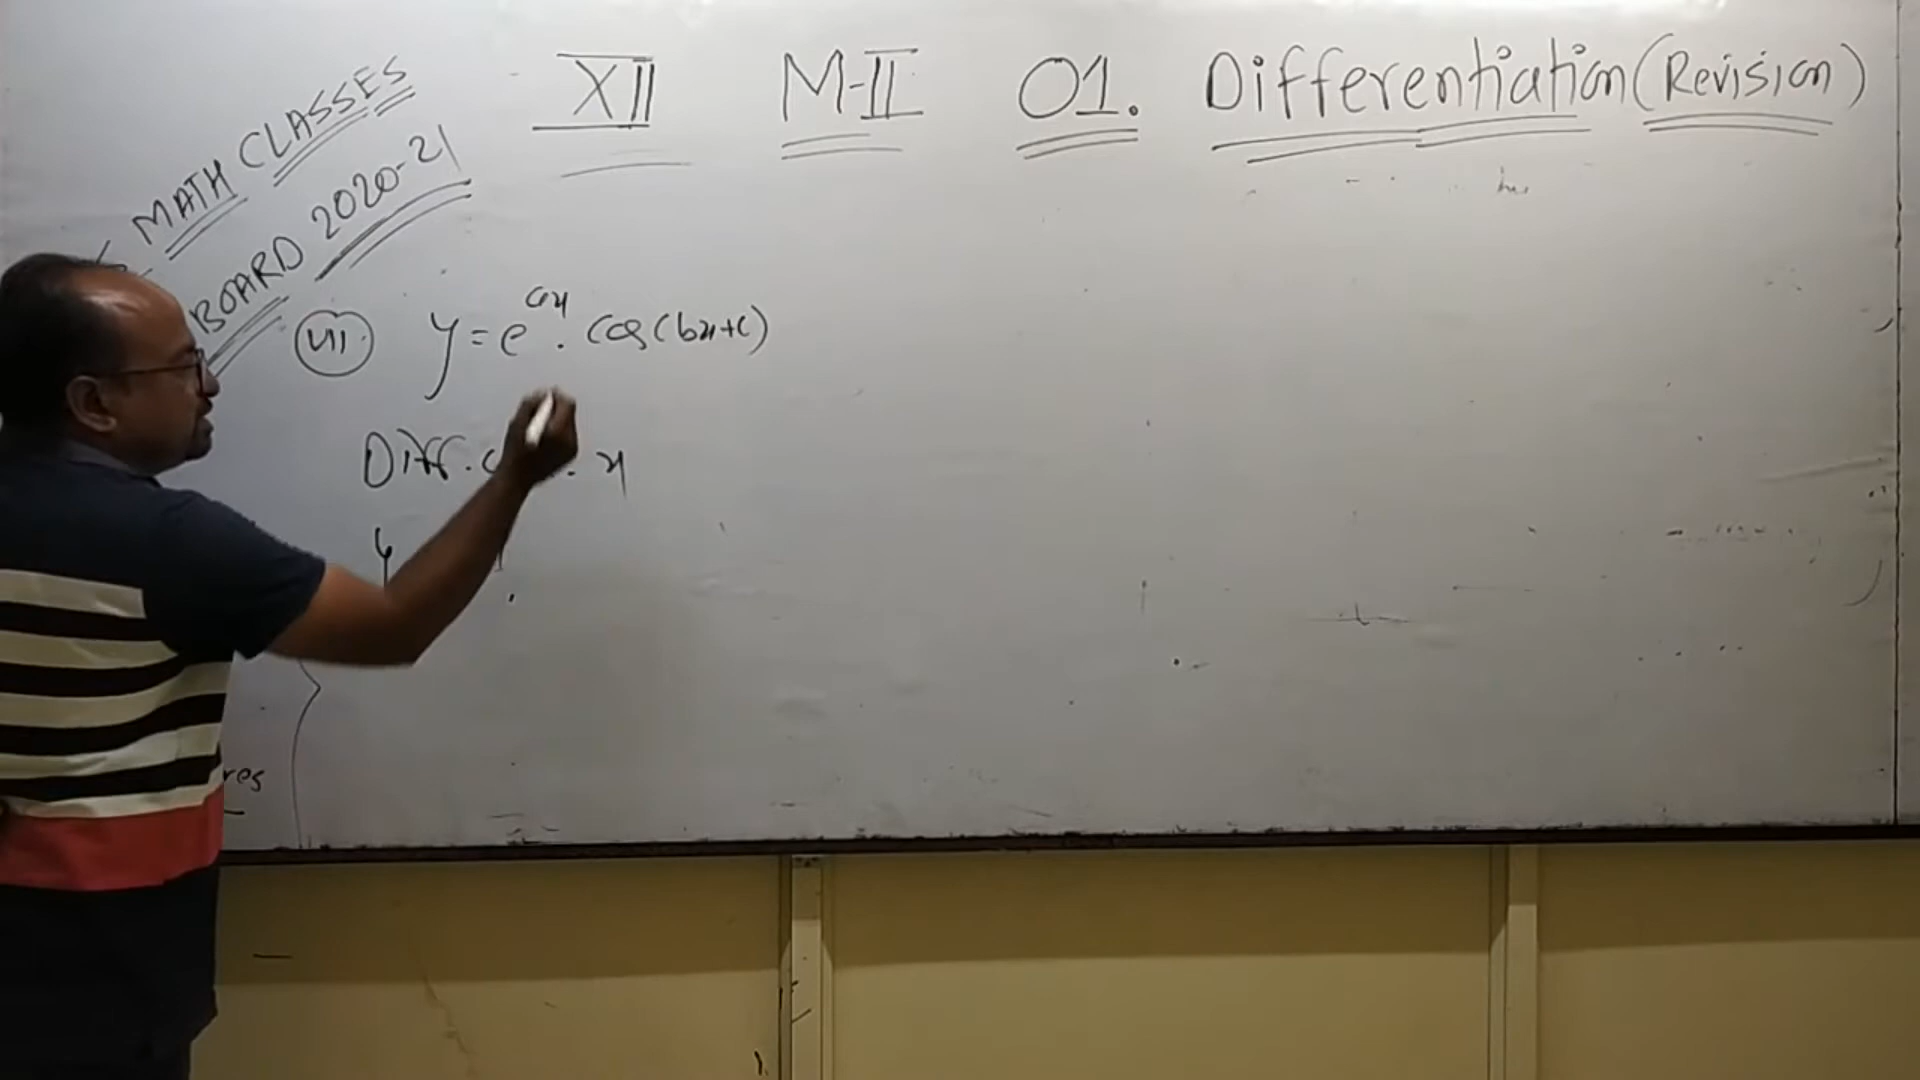 XII M-II 01. Differentiation (Revision)
MATH CLASSES
BOARD 2020-21
VII y = e^ax . cos(bx+c)
Diff. x
res